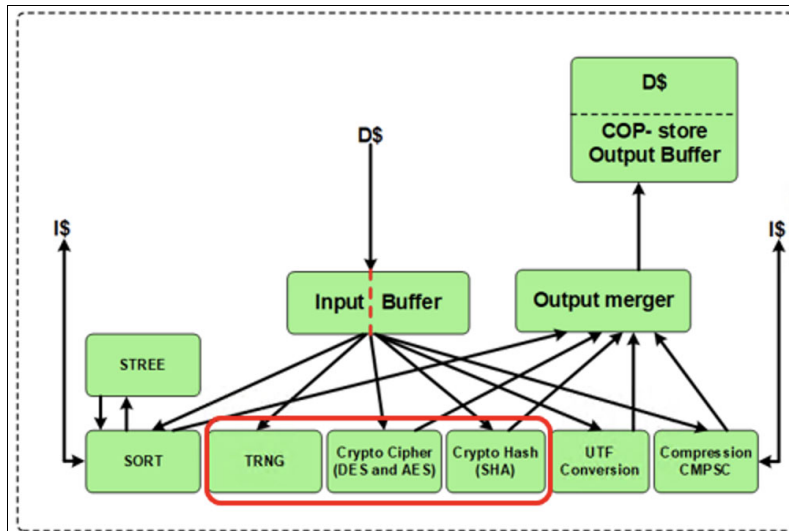 D$
COP- store
Output Buffer
D$
I$
I$
Input Buffer
Output merger
STREE
SORT
TRNG
Crypto Cipher
(DES and AES)
Crypto Hash
(SHA)
UTF
Conversion
Compression
CMPSC